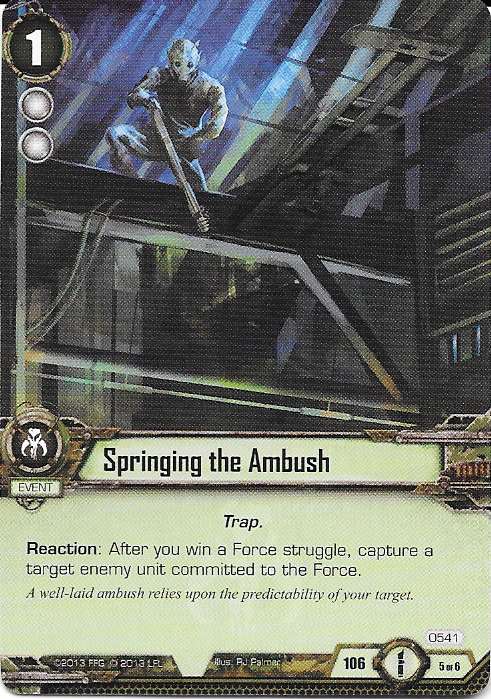 1
Springing the Ambush
EVENT
Trap.
Reaction: After you win a Force struggle, capture a
target enemy unit committed to the Force.
A well-laid ambush relies upon the predictability of your target.
0541
©2013 FFG © 2013 LFL
Illus. RJ Palmer
106
5 of 6